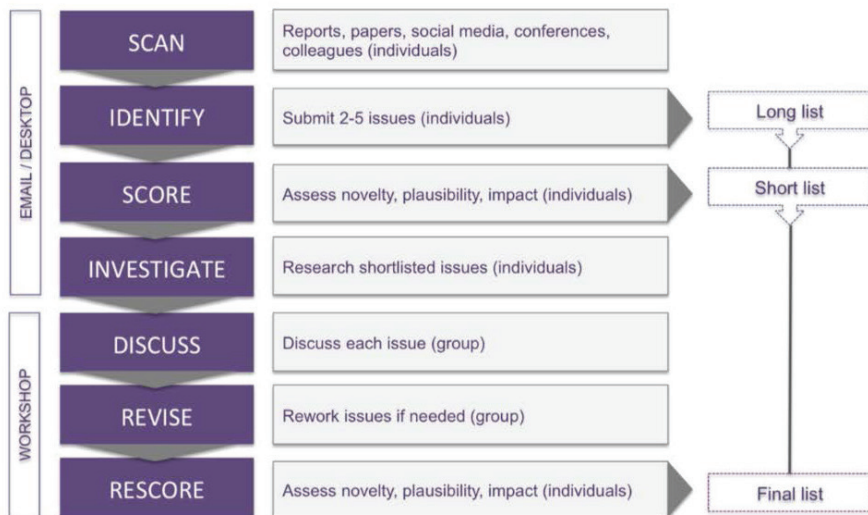 EMAIL / DESKTOP
SCAN
Reports, papers, social media, conferences,
colleagues (individuals)
IDENTIFY
Submit 2-5 issues (individuals)
Long list
SCORE
Assess novelty, plausibility, impact (individuals)
Short list
INVESTIGATE
Research shortlisted issues (individuals)
WORKSHOP
DISCUSS
Discuss each issue (group)
REVISE
Rework issues if needed (group)
RESCORE
Assess novelty, plausibility, impact (individuals)
Final list